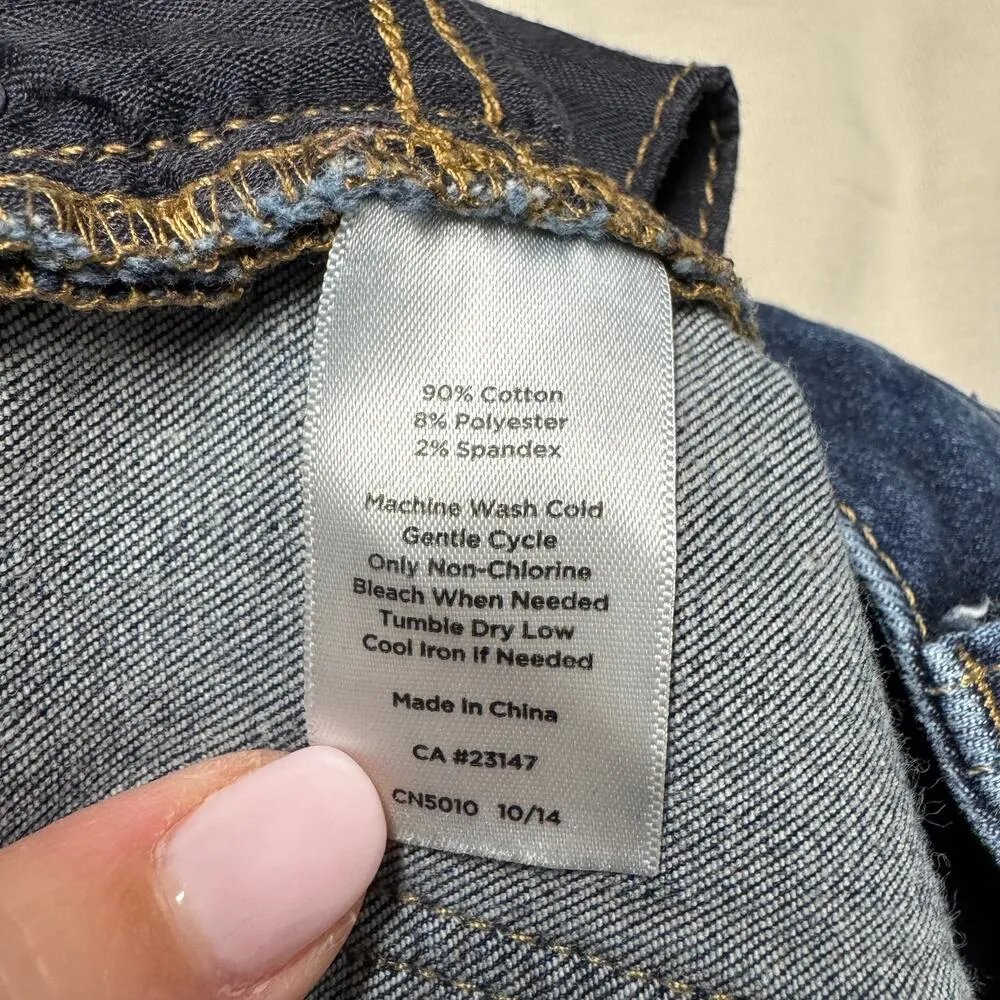 90% Cotton
8% Polyester
2% Spandex
Machine Wash Cold
Gentle Cycle
Only Non-Chlorine
Bleach When Needed
Tumble Dry Low
Cool Iron If Needed
Made In China
CA #23147
CN5010 10/14